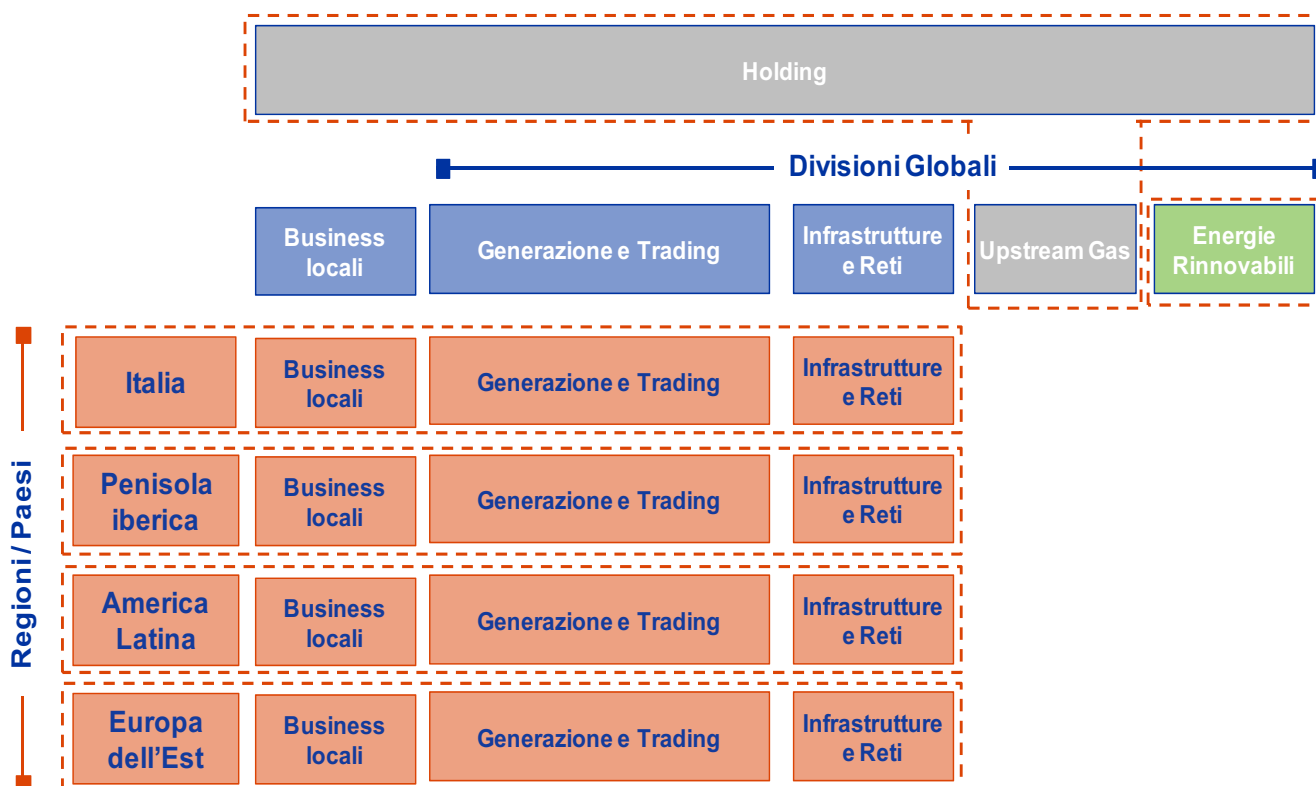 Holding
Divisioni Globali
Business
locali
Generazione e Trading
Infrastrutture
e Reti
Upstream Gas
Energie
Rinnovabili
Regioni / Paesi
Italia
Business
locali
Generazione e Trading
Infrastrutture
e Reti
Penisola
iberica
Business
locali
Generazione e Trading
Infrastrutture
e Reti
America
Latina
Business
locali
Generazione e Trading
Infrastrutture
e Reti
Europa
dell’Est
Business
locali
Generazione e Trading
Infrastrutture
e Reti